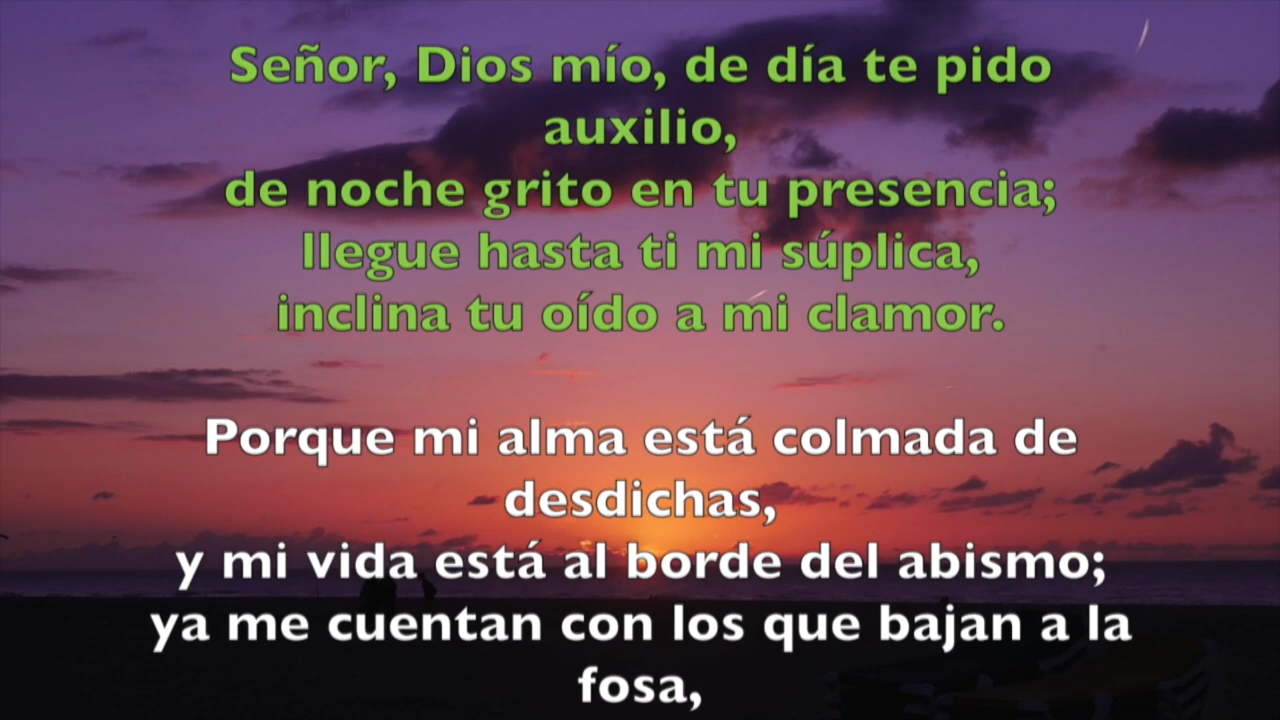 Señor, Dios mío, de día te pido
auxilio,
de noche grito en tu presencia;
llegue hasta ti mi súplica,
inclina tu oído a mi clamor.
Porque mi alma está colmada de
desdichas,
y mi vida está al borde del abismo;
ya me cuentan con los que bajan a la
fosa,